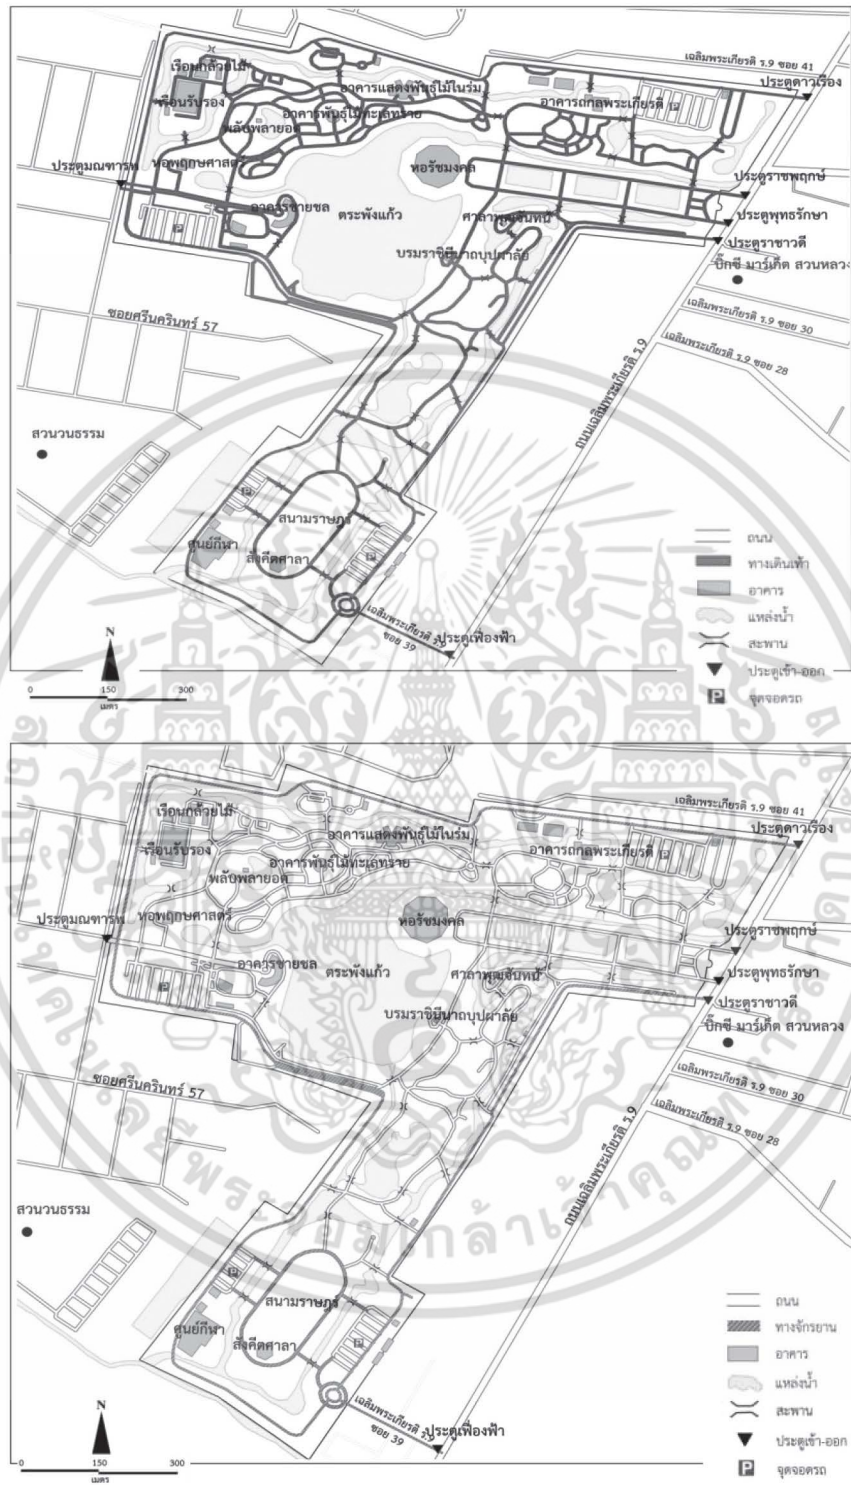 เฉลิมพระเกียรติ ร.9 ซอย 41
ประตูดาวเรือง
เรือนกล้วยไม้
อาคารแสดงพันธุ์ไม้ในร่ม
เรือนรับรอง
อาคารถกลพระเกียรติ
P
อาคารพันธุ์ไม้ทะเลทราย
พลับพลายอด
หอพฤกษศาสตร์
หอรัชมงคล
ประตูมณฑารพ
ประตูราชพฤกษ์
อาคารชายชล
ตระพังแก้ว
ประตูพุทธรักษา
P
ประตูราชาวดี
บรมราชินีนาถบุปผาลัย
บิ๊กซี มาร์เก็ต สวนหลวง
ซอยศรีนครินทร์ 57
เฉลิมพระเกียรติ ร.9 ซอย 30
เฉลิมพระเกียรติ ร.9 ซอย 28
ถนนเฉลิมพระเกียรติ ร.9
สวนวนธรรม
P
สนามราษฎร์
ศูนย์กีฬา
สังคีตศาลา
P
เฉลิมพระเกียรติ ร.9
ซอย 39
ประตูเฟื่องฟ้า
ถนน
ทางเดินเท้า
อาคาร
แหล่งน้ำ
สะพาน
ประตูเข้า-ออก
P จุดจอดรถ
N
0 150 300
เมตร
เฉลิมพระเกียรติ ร.9 ซอย 41
ประตูดาวเรือง
เรือนกล้วยไม้
อาคารแสดงพันธุ์ไม้ในร่ม
เรือนรับรอง
อาคารถกลพระเกียรติ
P
อาคารพันธุ์ไม้ทะเลทราย
พลับพลายอด
หอพฤกษศาสตร์
หอรัชมงคล
ประตูมณฑารพ
ประตูราชพฤกษ์
อาคารชายชล
ตระพังแก้ว
ประตูพุทธรักษา
P
ประตูราชาวดี
บรมราชินีนาถบุปผาลัย
บิ๊กซี มาร์เก็ต สวนหลวง
ซอยศรีนครินทร์ 57
เฉลิมพระเกียรติ ร.9 ซอย 30
เฉลิมพระเกียรติ ร.9 ซอย 28
ถนนเฉลิมพระเกียรติ ร.9
สวนวนธรรม
P
สนามราษฎร์
ศูนย์กีฬา
สังคีตศาลา
P
เฉลิมพระเกียรติ ร.9
ซอย 39
ประตูเฟื่องฟ้า
ถนน
ทางจักรยาน
อาคาร
แหล่งน้ำ
สะพาน
ประตูเข้า-ออก
P จุดจอดรถ
N
0 150 300
เมตร